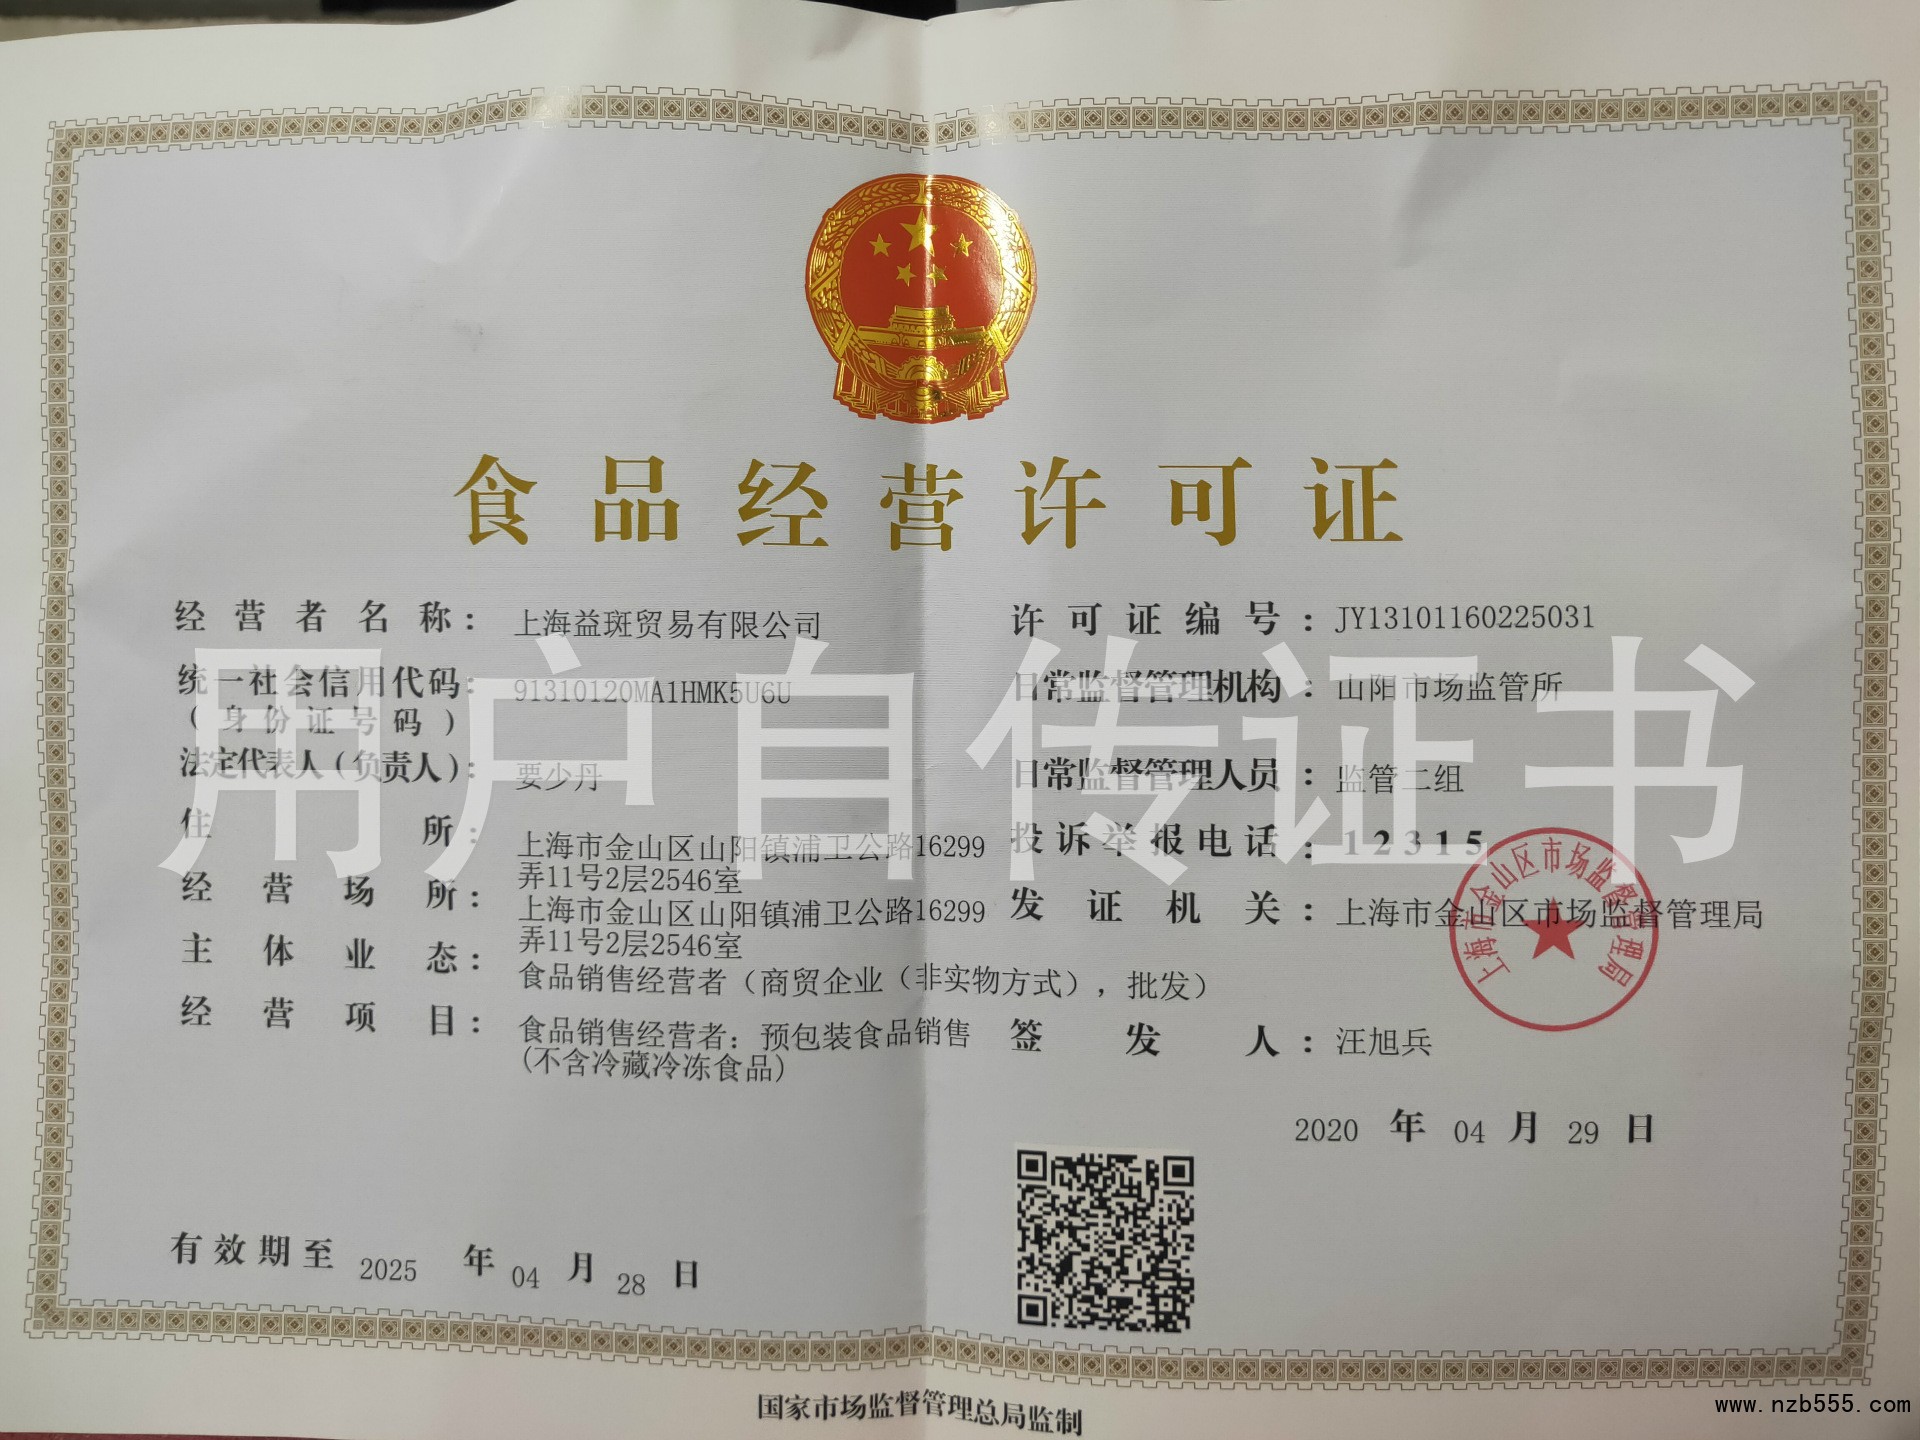 食品经营许可证
经营者名称：上海益斑贸易有限公司
统一社会信用代码：91310120MA1HMK5U6U
（身份证号码）
法定代表人（负责人）：要少丹
住所：上海市金山区山阳镇浦卫公路16299
弄11号2层2546室
经营场所：上海市金山区山阳镇浦卫公路16299
弄11号2层2546室
主体业态：食品销售经营者（商贸企业（非实物方式），批发）
经营项目：食品销售经营者：预包装食品销售
(不含冷藏冷冻食品)
许可证编号：JY13101160225031
日常监督管理机构：山阳市场监管所
日常监督管理人员：监管二组
投诉举报电话：12315
发证机关：上海市金山区市场监督管理局
签发人：汪旭兵
上海市金山区市场监督管理局
2020年04月29日
有效期至2025年04月28日
国家市场监督管理总局监制
用户自传证书
www.nzb555.com